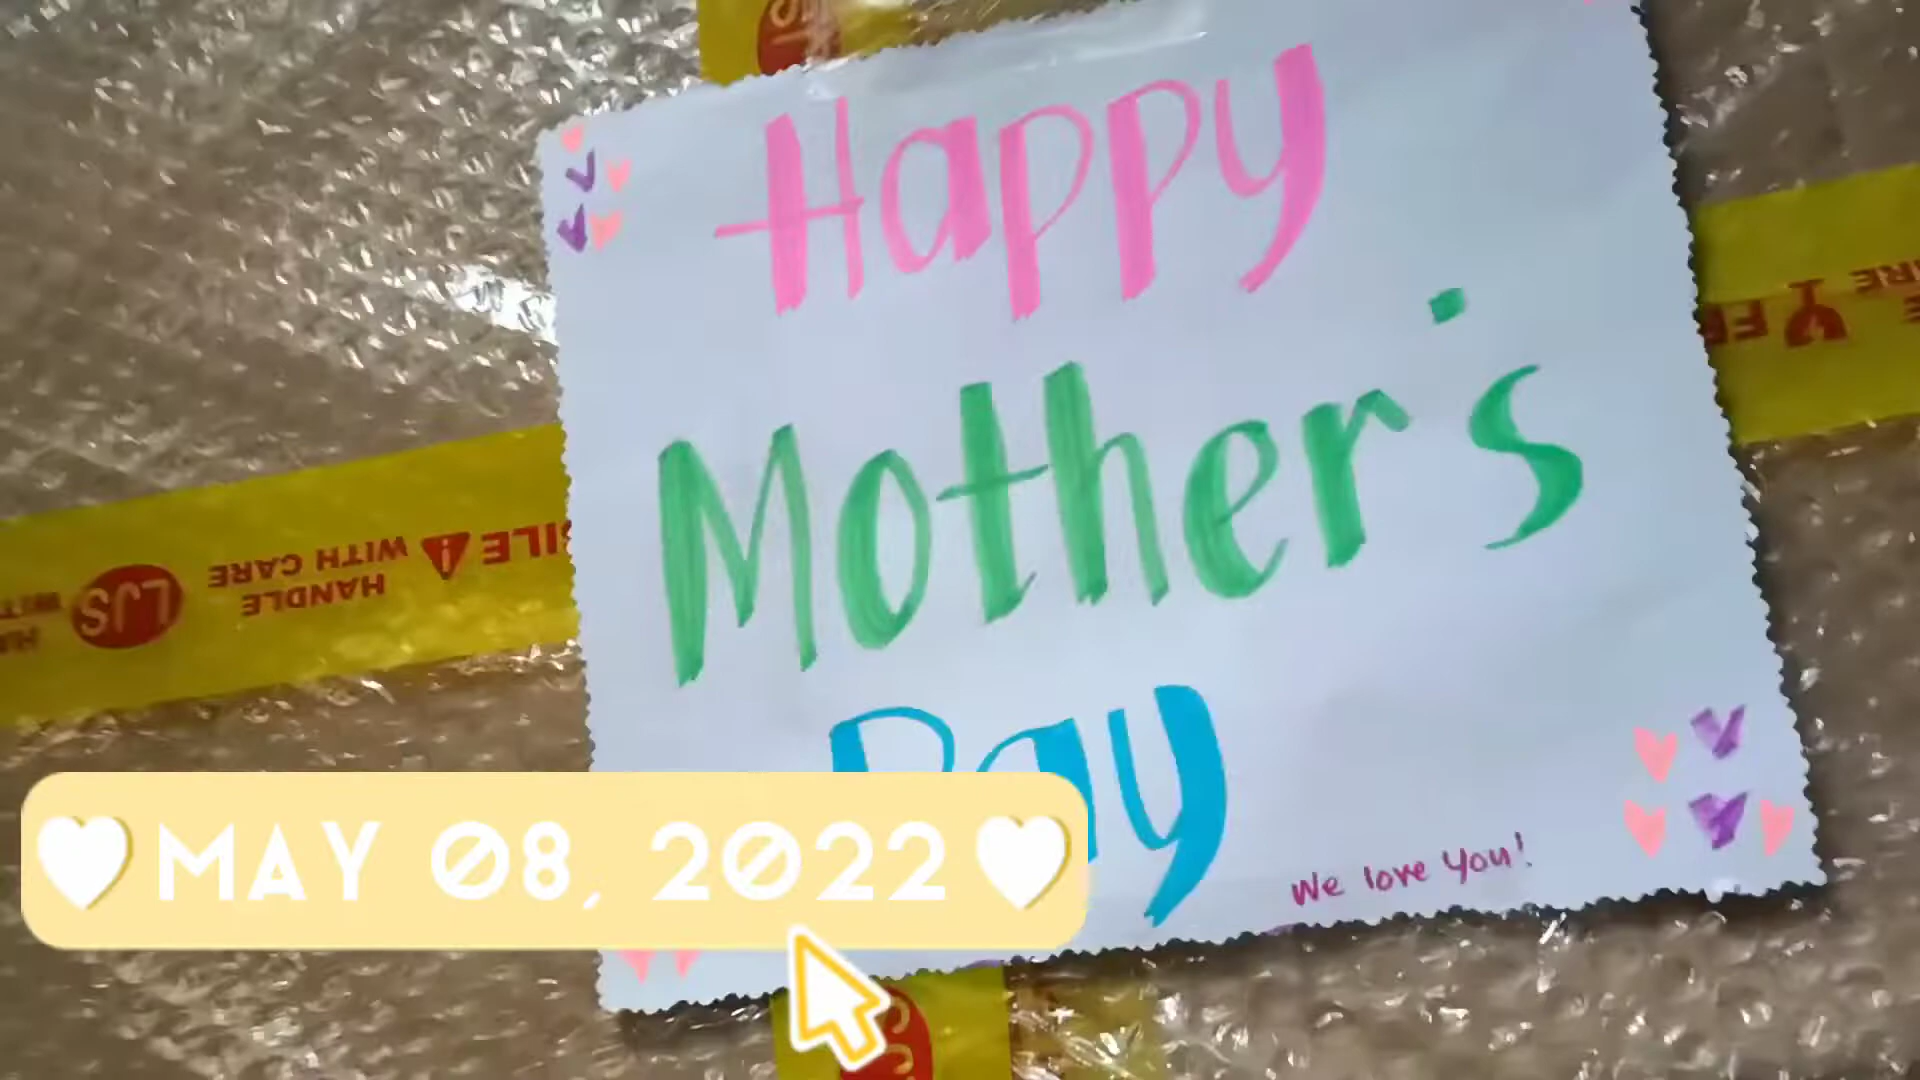 Happy
Mother's
Day
We love you!
MAY 08, 2022
HANDLE
WITH CARE
LJS